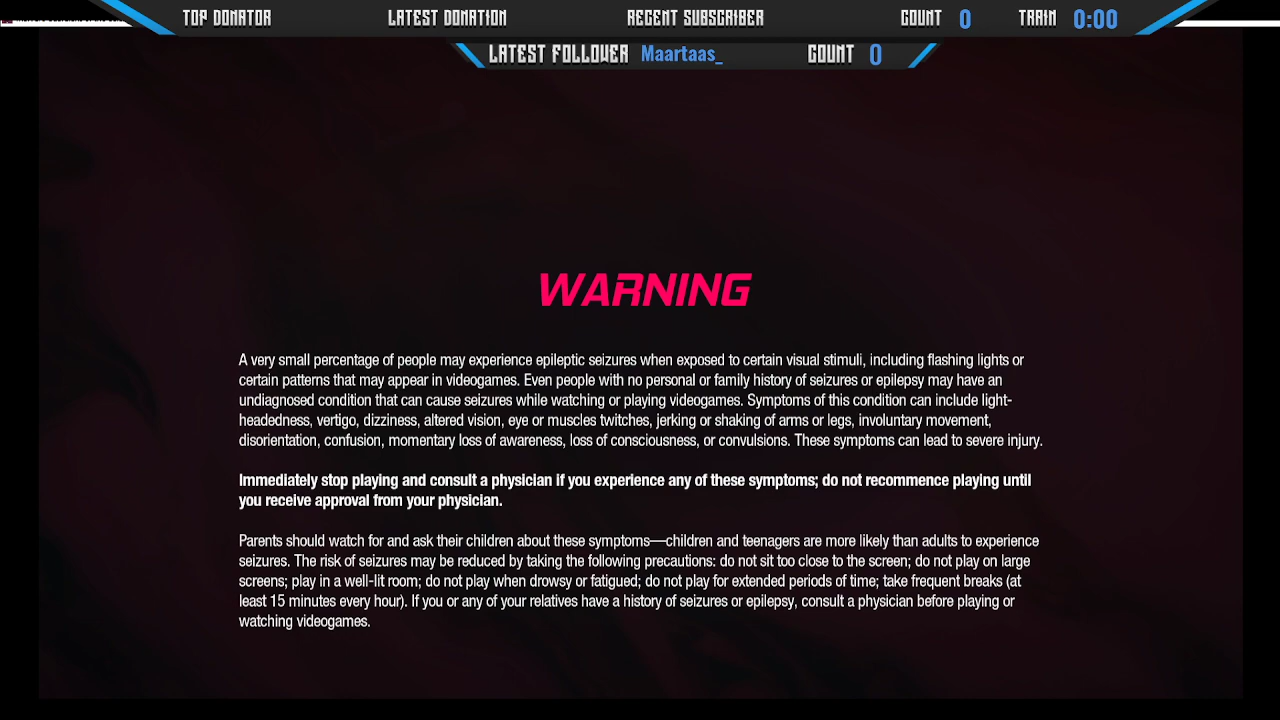 TOP DONATOR LATEST DONATION RECENT SUBSCRIBER COUNT 0 TRAIN 0:00
LATEST FOLLOWER Maartaas_ COUNT 0
WARNING
A very small percentage of people may experience epileptic seizures when exposed to certain visual stimuli, including flashing lights or
certain patterns that may appear in videogames. Even people with no personal or family history of seizures or epilepsy may have an
undiagnosed condition that can cause seizures while watching or playing videogames. Symptoms of this condition can include light-
headedness, vertigo, dizziness, altered vision, eye or muscles twitches, jerking or shaking of arms or legs, involuntary movement,
disorientation, confusion, momentary loss of awareness, loss of consciousness, or convulsions. These symptoms can lead to severe injury.
Immediately stop playing and consult a physician if you experience any of these symptoms; do not recommence playing until
you receive approval from your physician.
Parents should watch for and ask their children about these symptoms—children and teenagers are more likely than adults to experience
seizures. The risk of seizures may be reduced by taking the following precautions: do not sit too close to the screen; do not play on large
screens; play in a well-lit room; do not play when drowsy or fatigued; do not play for extended periods of time; take frequent breaks (at
least 15 minutes every hour). If you or any of your relatives have a history of seizures or epilepsy, consult a physician before playing or
watching videogames.